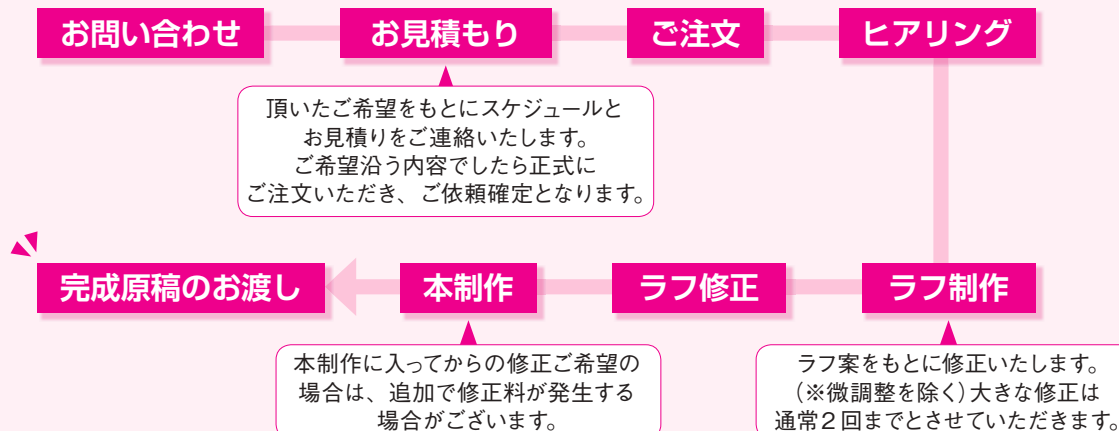 お問い合わせ
お見積もり
ご注文
ヒアリング
頂いたご希望をもとにスケジュールと
お見積りをご連絡いたします。
ご希望沿う内容でしたら正式に
ご注文いただき、ご依頼確定となります。
ラフ制作
ラフ案をもとに修正いたします。
(※微調整を除く)大きな修正は
通常2回までとさせていただきます。
ラフ修正
本制作
本制作に入ってからの修正ご希望の
場合は、追加で修正料が発生する
場合がございます。
完成原稿のお渡し